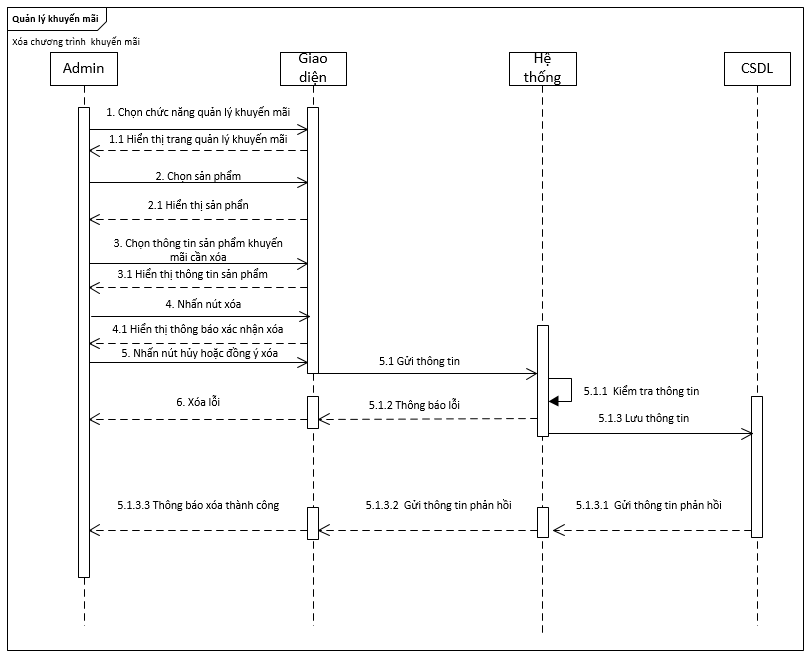 Quản lý khuyến mãi
Xóa chương trình khuyến mãi
Admin
Giao
diện
Hệ
thống
CSDL
1. Chọn chức năng quản lý khuyến mãi
1.1 Hiển thị trang quản lý khuyến mãi
2. Chọn sản phẩm
2.1 Hiển thị sản phẩn
3. Chọn thông tin sản phẩm khuyến
mãi cần xóa
3.1 Hiển thị thông tin sản phẩm
4. Nhấn nút xóa
4.1 Hiển thị thông báo xác nhận xóa
5. Nhấn nút hủy hoặc đồng ý xóa
5.1 Gửi thông tin
5.1.1 Kiểm tra thông tin
6. Xóa lỗi
5.1.2 Thông báo lỗi
5.1.3 Lưu thông tin
5.1.3.3 Thông báo xóa thành công
5.1.3.2 Gửi thông tin phản hồi
5.1.3.1 Gửi thông tin phản hồi